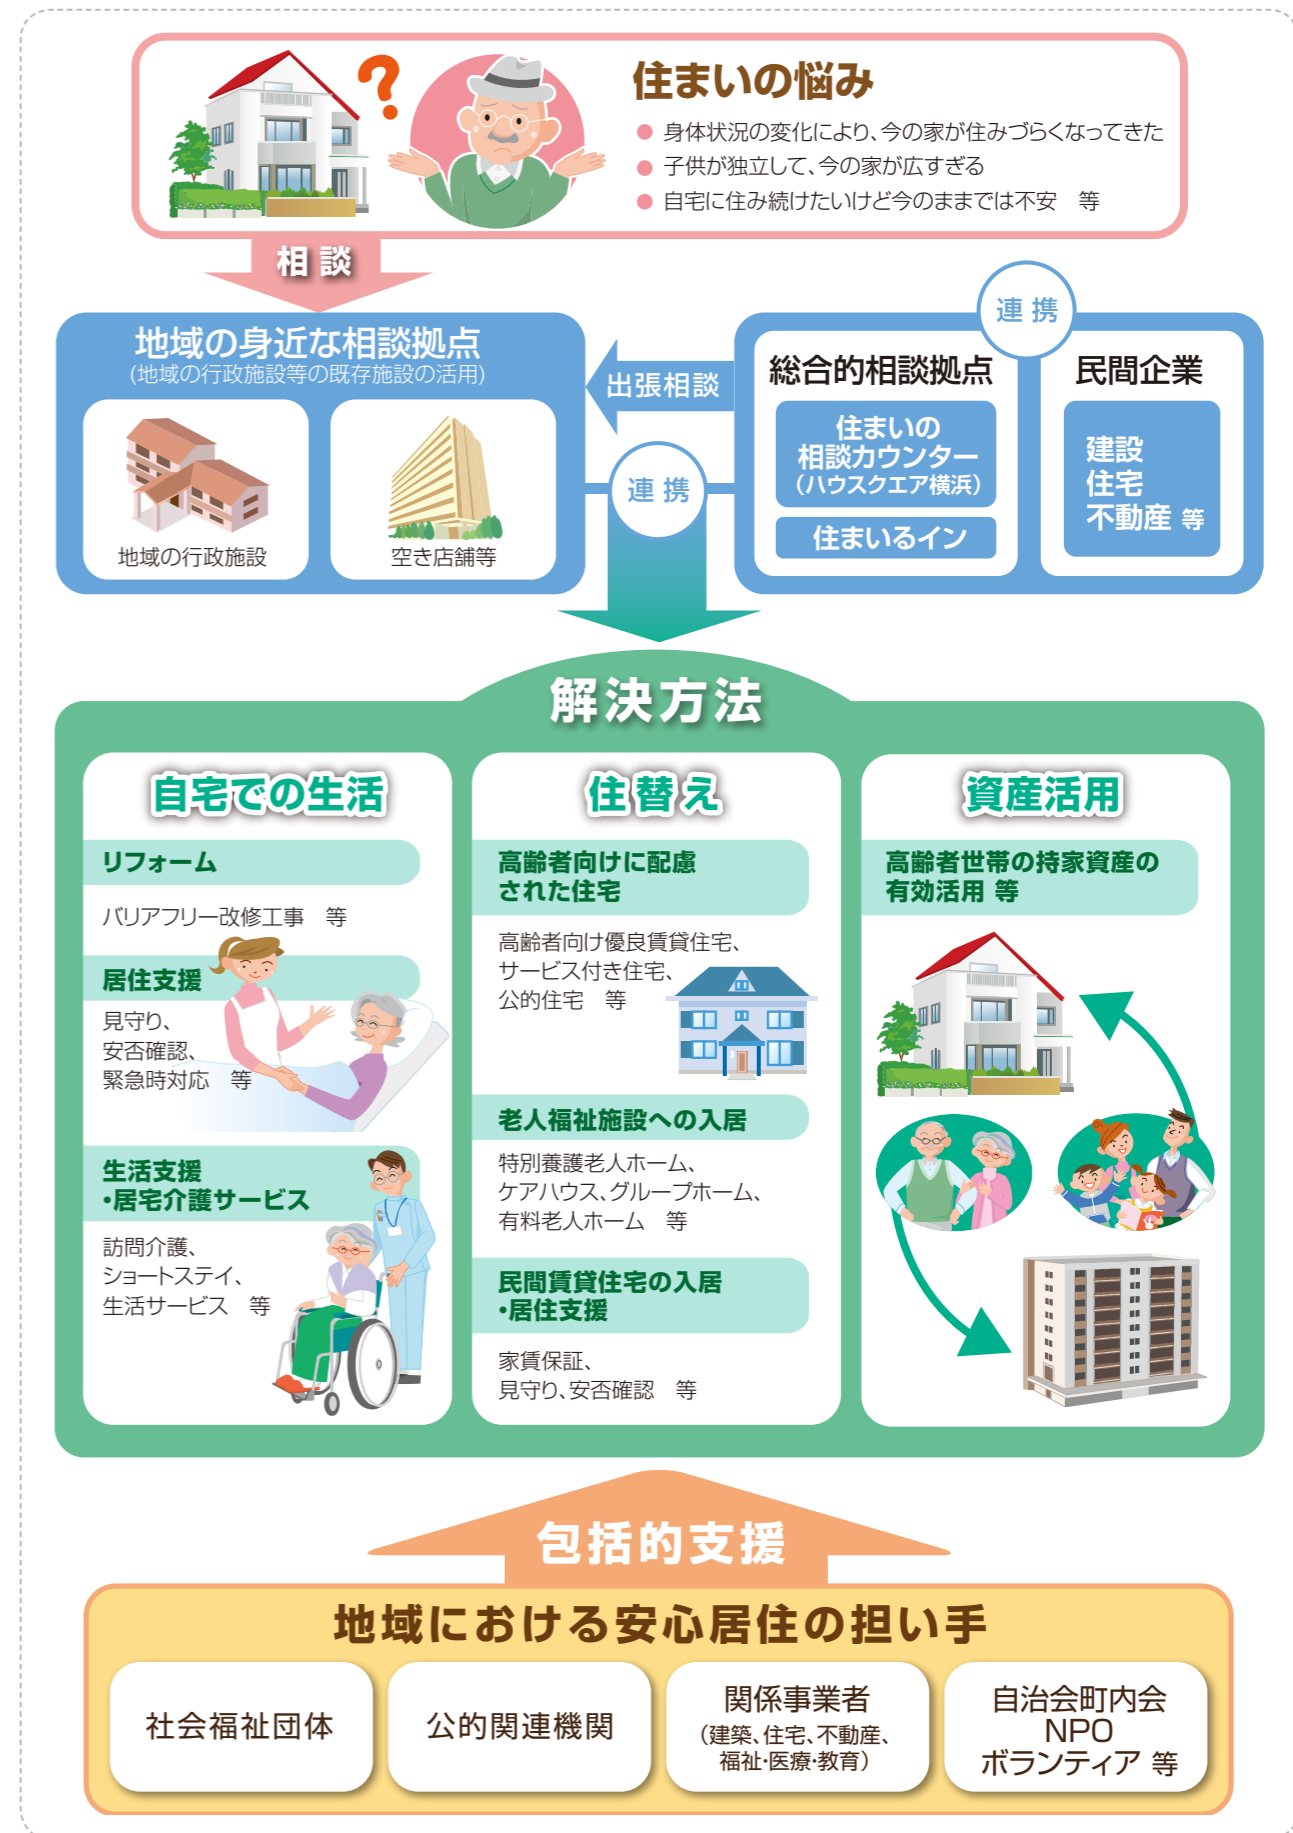 住まいの悩み
● 身体状況の変化により、今の家が住みづらくなってきた
● 子供が独立して、今の家が広すぎる
● 自宅に住み続けたいけど今のままでは不安　等
相談
地域の身近な相談拠点
(地域の行政施設等の既存施設の活用)
地域の行政施設
空き店舗等
出張相談
連携
連携
総合的相談拠点
住まいの
相談カウンター
(ハウスクエア横浜)
住まいるイン
民間企業
建設
住宅
不動産 等
解決方法
自宅での生活
リフォーム
バリアフリー改修工事　等
居住支援
見守り、
安否確認、
緊急時対応　等
生活支援
・居宅介護サービス
訪問介護、
ショートステイ、
生活サービス　等
住替え
高齢者向けに配慮
された住宅
高齢者向け優良賃貸住宅、
サービス付き住宅、
公的住宅　等
老人福祉施設への入居
特別養護老人ホーム、
ケアハウス、グループホーム、
有料老人ホーム　等
民間賃貸住宅の入居
・居住支援
家賃保証、
見守り、安否確認　等
資産活用
高齢者世帯の持家資産の
有効活用 等
包括的支援
地域における安心居住の担い手
社会福祉団体
公的関連機関
関係事業者
(建築、住宅、不動産、
福祉・医療・教育)
自治会町内会
NPO
ボランティア 等